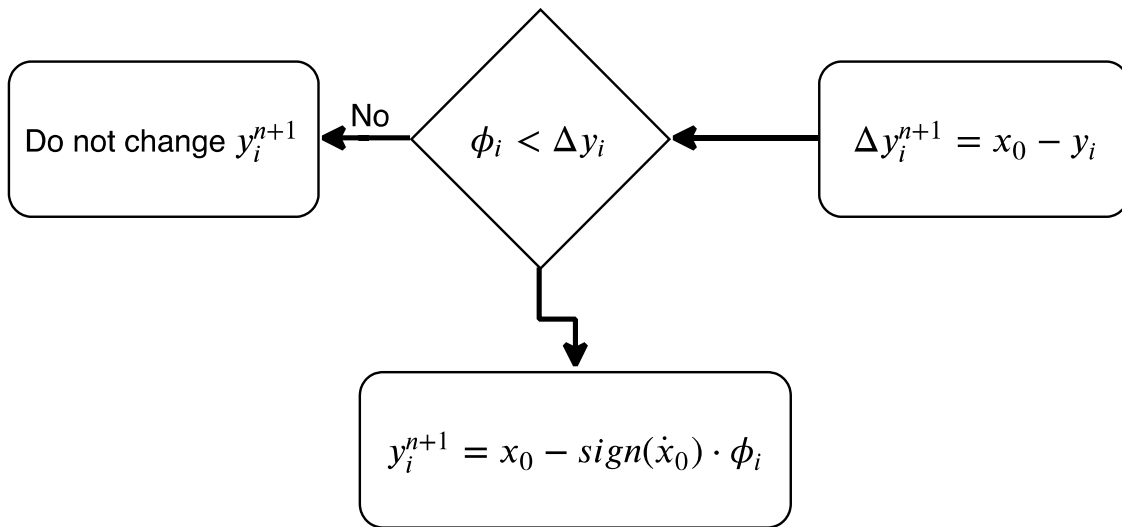 No
Do not change $y_i^{n+1}$
$\phi_i < \Delta y_i$
$\Delta y_i^{n+1} = x_0 - y_i$
$y_i^{n+1} = x_0 - sign(\dot{x}_0) \cdot \phi_i$